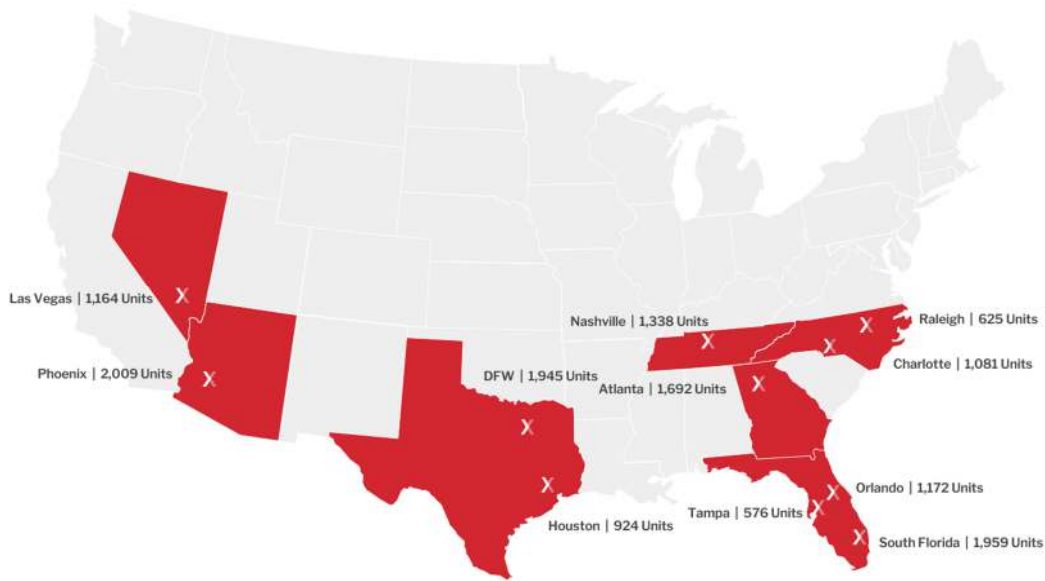 Las Vegas | 1,164 Units
Nashville | 1,338 Units
Raleigh | 625 Units
Charlotte | 1,081 Units
Phoenix | 2,009 Units
DFW | 1,945 Units
Atlanta | 1,692 Units
Orlando | 1,172 Units
Tampa | 576 Units
Houston | 924 Units
South Florida | 1,959 Units